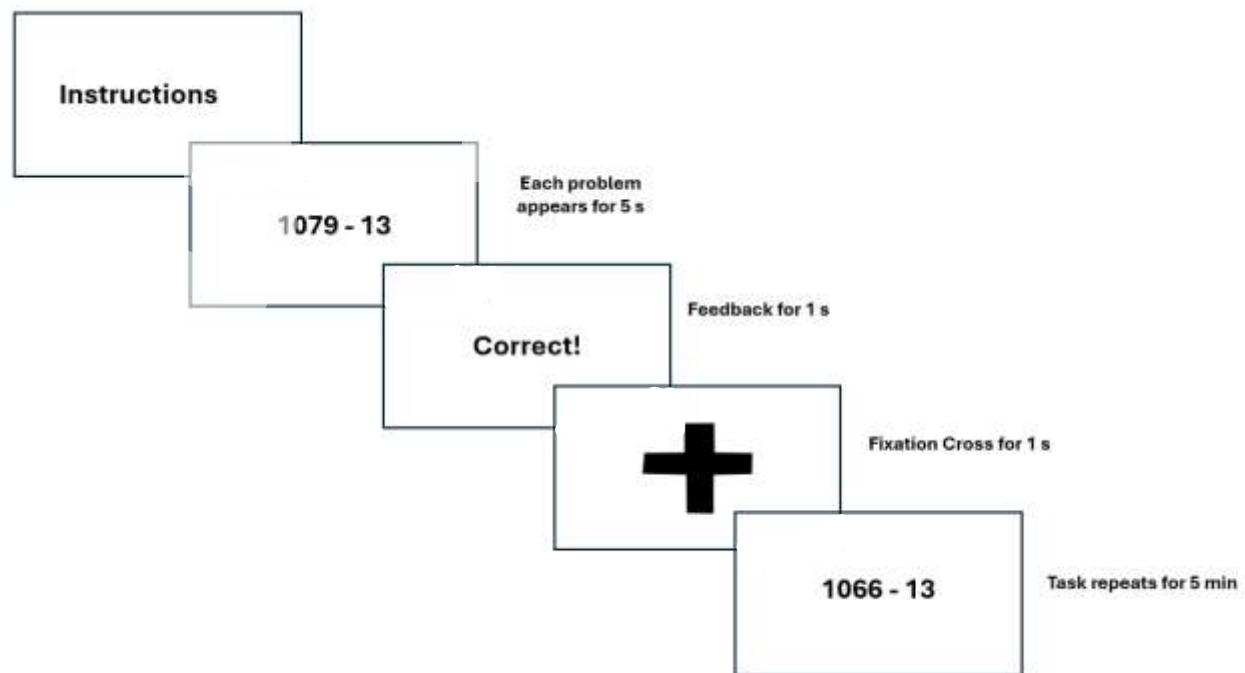 Instructions
Each problem
appears for 5 s
1079 - 13
Feedback for 1 s
Correct!
Fixation Cross for 1 s
1066 - 13
Task repeats for 5 min